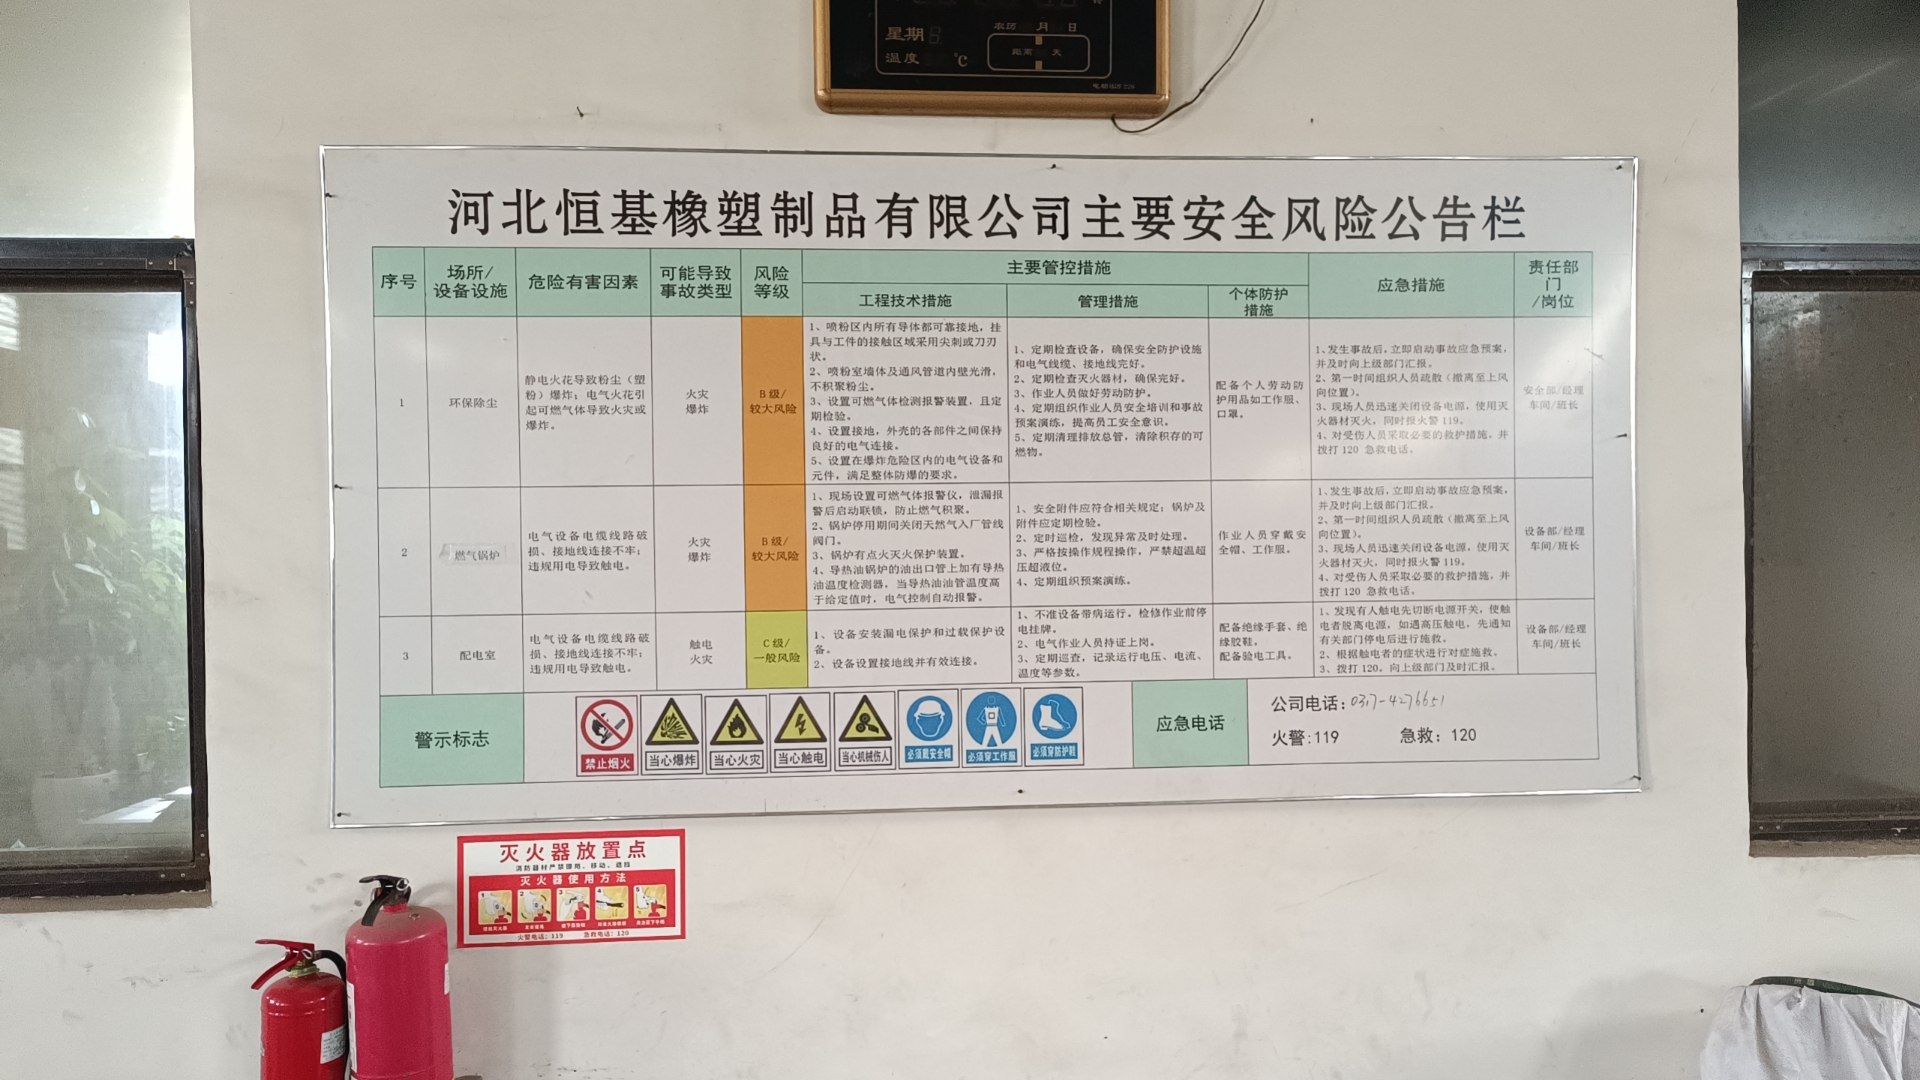 星期
农历 月 日
温度 ℃
距离 天
河北恒基橡塑制品有限公司主要安全风险公告栏
序号
场所/
设备设施
危险有害因素
可能导致
事故类型
风险
等级
主要管控措施
工程技术措施
管理措施
个体防护
措施
应急措施
责任部
门
/岗位
1
环保除尘
静电火花导致粉尘（塑
粉）爆炸；电气火花引
起可燃气体导致火灾或
爆炸。
火灾
爆炸
B 级/
较大风险
1、喷粉区内所有导体都可靠接地，挂
具与工件的接触区域采用尖刺或刀刃
状。
2、喷粉室墙体及通风管道内壁光滑，
不积聚粉尘。
3、设置可燃气体检测报警装置，且定
期检验。
4、设置接地，外壳的各部件之间保持
良好的电气连接。
5、设置在爆炸危险区内的电气设备和
元件，满足整体防爆的要求。
1、定期检查设备，确保安全防护设施
和电气线缆、接地线完好。
2、定期检查灭火器材，确保完好。
3、作业人员做好劳动防护。
4、定期组织作业人员安全培训和事故
预案演练，提高员工安全意识。
5、定期清理排放总管，清除积存的可
燃物。
配备个人劳动防
护用品如工作服、
口罩。
1、发生事故后，立即启动事故应急预案，
并及时向上级部门汇报。
2、第一时间组织人员疏散（撤离至上风
向位置）。
3、现场人员迅速关闭设备电源，使用灭
火器材灭火，同时报火警 119。
4、对受伤人员采取必要的救护措施，并
拨打120 急救电话。
安全部/经理
车间/班长
2
燃气锅炉
电气设备电缆线路破
损、接地线连接不牢；
违规用电导致触电。
火灾
爆炸
B 级/
较大风险
1、现场设置可燃气体报警仪，泄漏报
警后启动联锁，防止燃气积聚。
2、锅炉停用期间关闭天然气入厂管线
阀门。
3、锅炉有点火灭火保护装置。
4、导热油锅炉的油出口管上加有导热
油温度检测器，当导热油油管温度高
于给定值时，电气控制自动报警。
1、安全附件应符合相关规定；锅炉及
附件应定期检验。
2、定时巡检，发现异常及时处理。
3、严格按操作规程操作，严禁超温超
压超液位。
4、定期组织预案演练。
作业人员穿戴安
全帽、工作服。
1、发生事故后，立即启动事故应急预案，
并及时向上级部门汇报。
2、第一时间组织人员疏散（撤离至上风
向位置）。
3、现场人员迅速关闭设备电源，使用灭
火器材灭火，同时报火警 119。
4、对受伤人员采取必要的救护措施，并
拨打 120 急救电话。
设备部/经理
车间/班长
3
配电室
电气设备电缆线路破
损、接地线连接不牢；
违规用电导致触电。
触电
火灾
C 级/
一般风险
1、设备安装漏电保护和过载保护设
备。
2、设备设置接地线并有效连接。
1、不准设备带病运行。检修作业前停
电挂牌。
2、电气作业人员持证上岗。
3、定期巡查，记录运行电压、电流、
温度等参数。
配备绝缘手套、绝
缘胶鞋。
配备验电工具。
1、发现有人触电先切断电源开关，使触
电者脱离电源，如遇高压触电，先通知
有关部门停电后进行施救。
2、根据触电者的症状进行对症施救。
3、拨打 120。向上级部门及时汇报。
设备部/经理
车间/班长
警示标志
禁止烟火
当心爆炸
当心火灾
当心触电
当心机械伤人
必须戴安全帽
必须穿工作服
必须穿防护鞋
应急电话
公司电话：0317-4276651
火警：119 急救：120
灭火器放置点
消防器材严禁挪用、移动、遮挡
灭火器使用方法
1 2 3 4 5
火警电话：119 急救电话：120